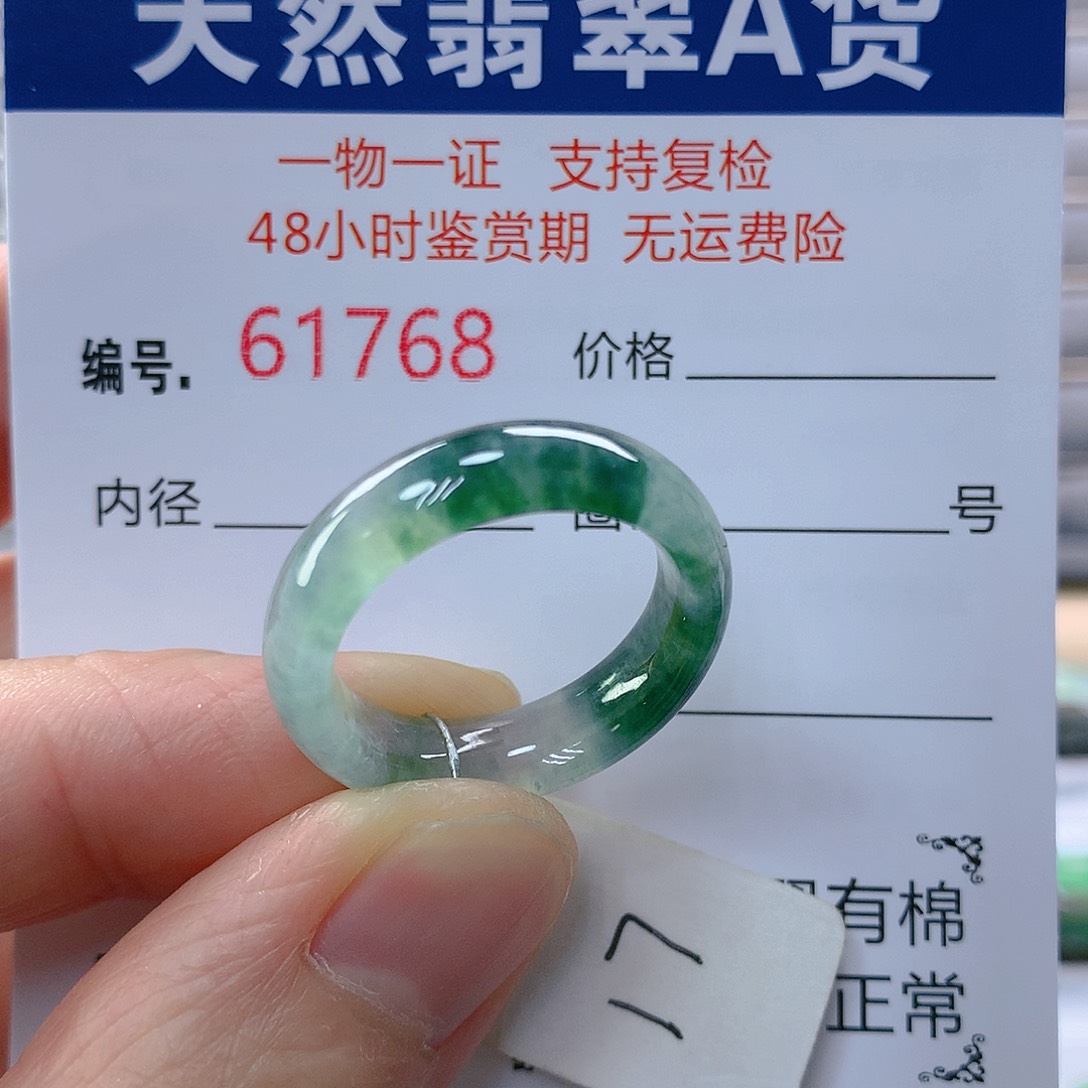 天然翡翠A货
一物一证 支持复检
48小时鉴赏期 无运费险
编号. 61768 价格
内径 号
有棉
正常
17